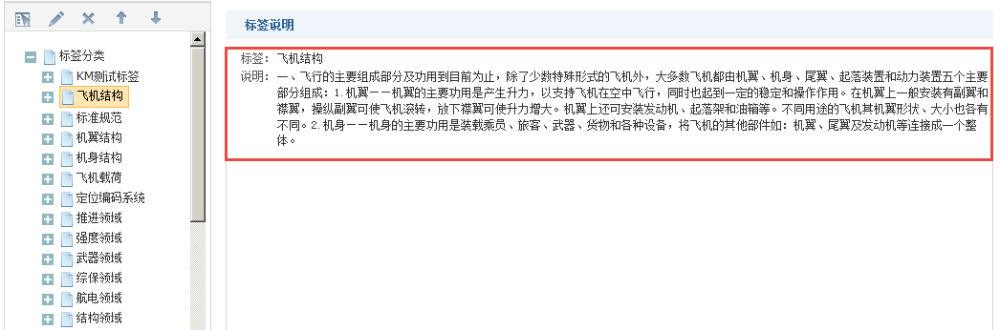 标签分类
KM测试标签
飞机结构
标准规范
机翼结构
机身结构
飞机载荷
定位编码系统
推进领域
强度领域
武器领域
综保领域
航电领域
结构领域
标签说明
标签： 飞机结构
说明： 一、飞行的主要组成部分及功用到目前为止，除了少数特殊形式的飞机外，大多数飞机都由机翼、机身、尾翼、起落装置和动力装置五个主要
部分组成：1.机翼——机翼的主要功用是产生升力，以支持飞机在空中飞行，同时也起到一定的稳定和操作作用。在机翼上一般安装有副翼和
襟翼，操纵副翼可使飞机滚转，放下襟翼可使升力增大。机翼上还可安装发动机、起落架和油箱等。不同用途的飞机其机翼形状、大小也各有
不同。2.机身——机身的主要功用是装载乘员、旅客、武器、货物和各种设备，将飞机的其他部件如：机翼、尾翼及发动机等连接成一个整
体。